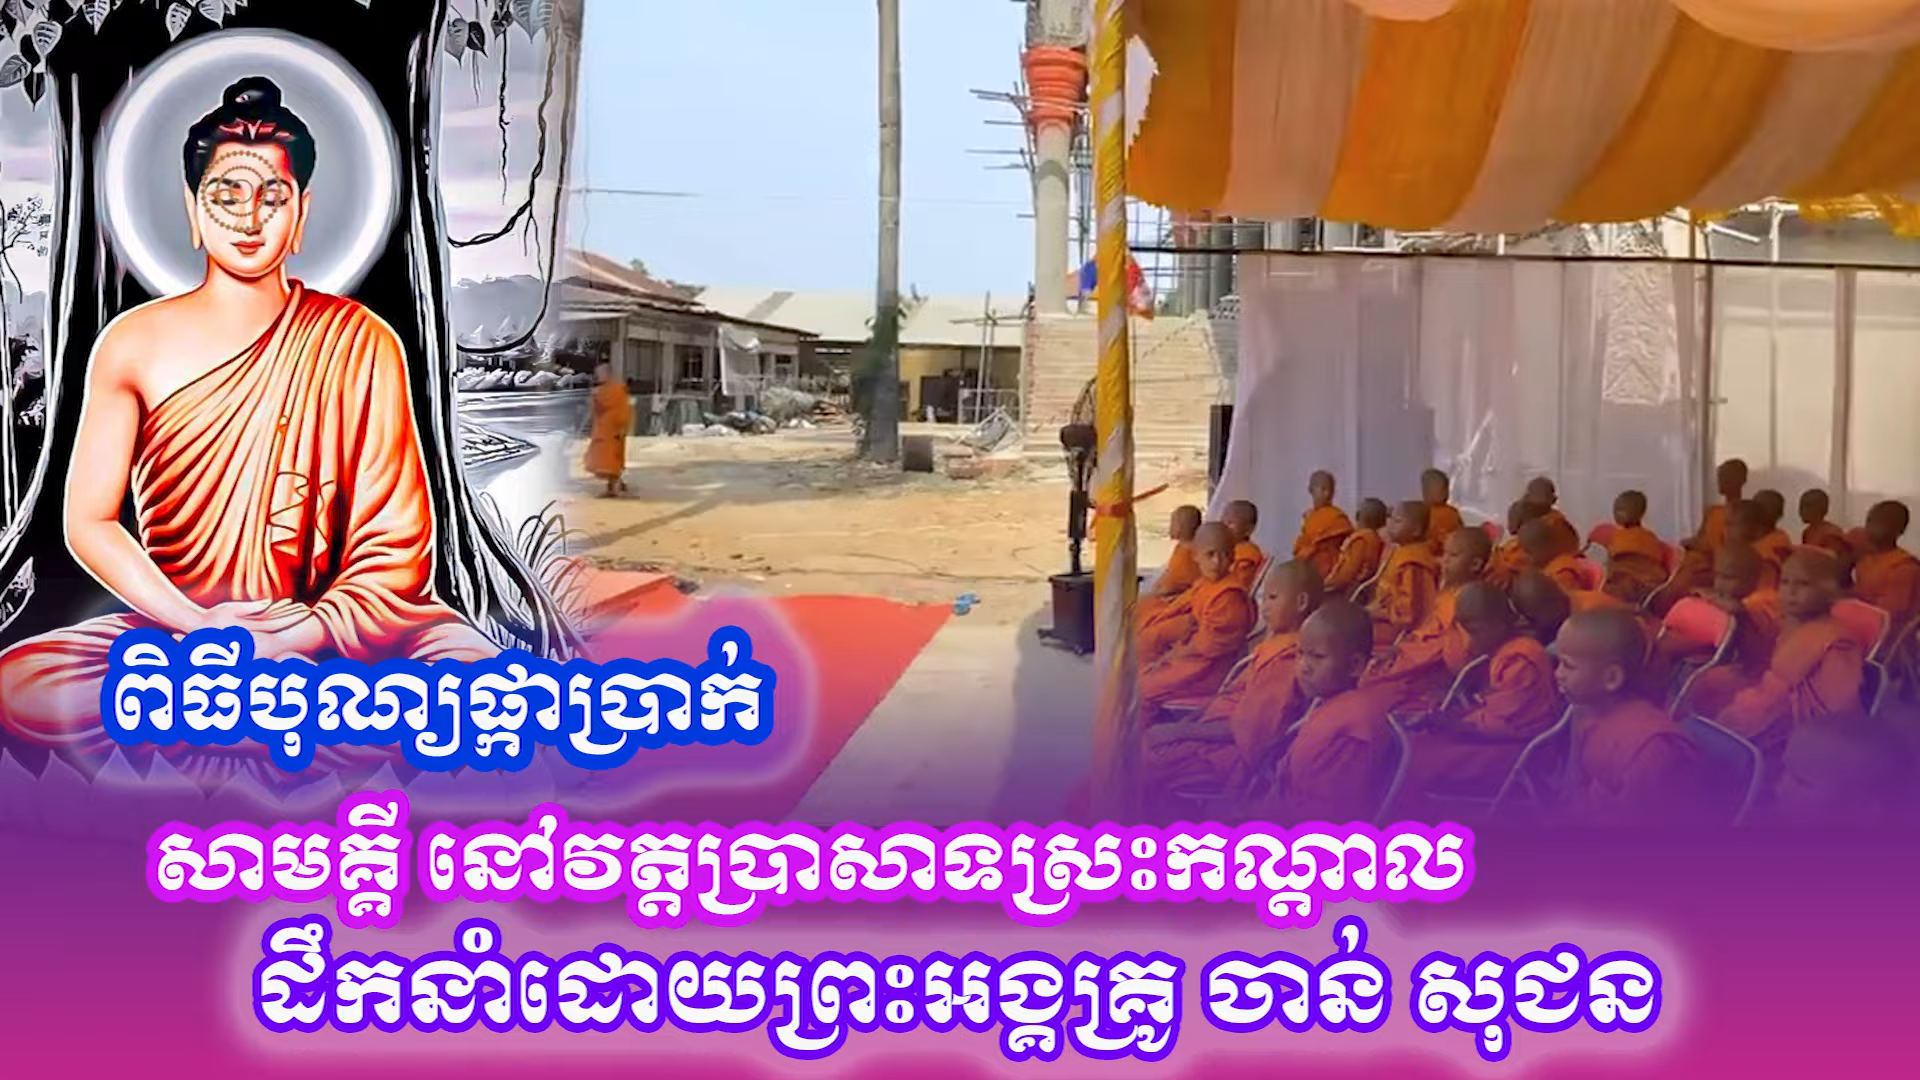 ពិធីបុណ្យផ្កាប្រាក់
សាមគ្គី នៅវត្តប្រាសាទស្រះកណ្តាល
ដឹកនាំដោយព្រះអង្គគ្រូ ចាន់ សុជន